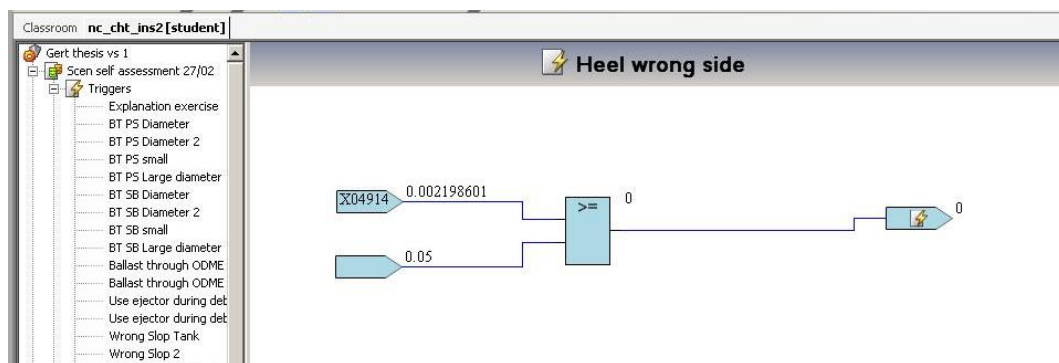 Classroom nc_cht_ins2[student]
Gert thesis vs 1
Scen self assessment 27/02
Triggers
Explanation exercise
BT PS Diameter
BT PS Diameter 2
BT PS small
BT PS Large diameter
BT SB Diameter
BT SB Diameter 2
BT SB small
BT SB Large diameter
Ballast through ODME
Ballast through ODME
Use ejector during deb
Use ejector during deb
Wrong Slop Tank
Wrong Slop 2
Heel wrong side
X04914 0.002198601
>= 0
0
0.05